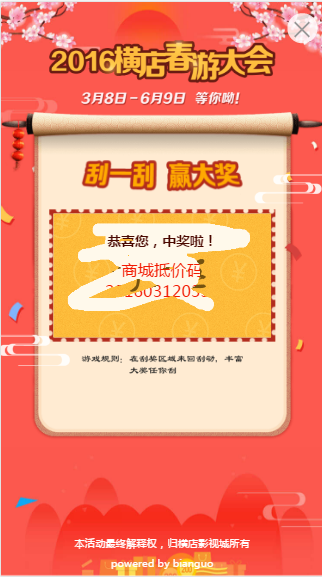 2016横店春游大会
3月8日－6月9日 等你呦！
刮一刮 赢大奖
恭喜您，中奖啦！
商城抵价码
游戏规则：在刮奖区域来回刮动，丰富
大奖任你刮
本活动最终解释权，归横店影视城所有
powered by bianguo